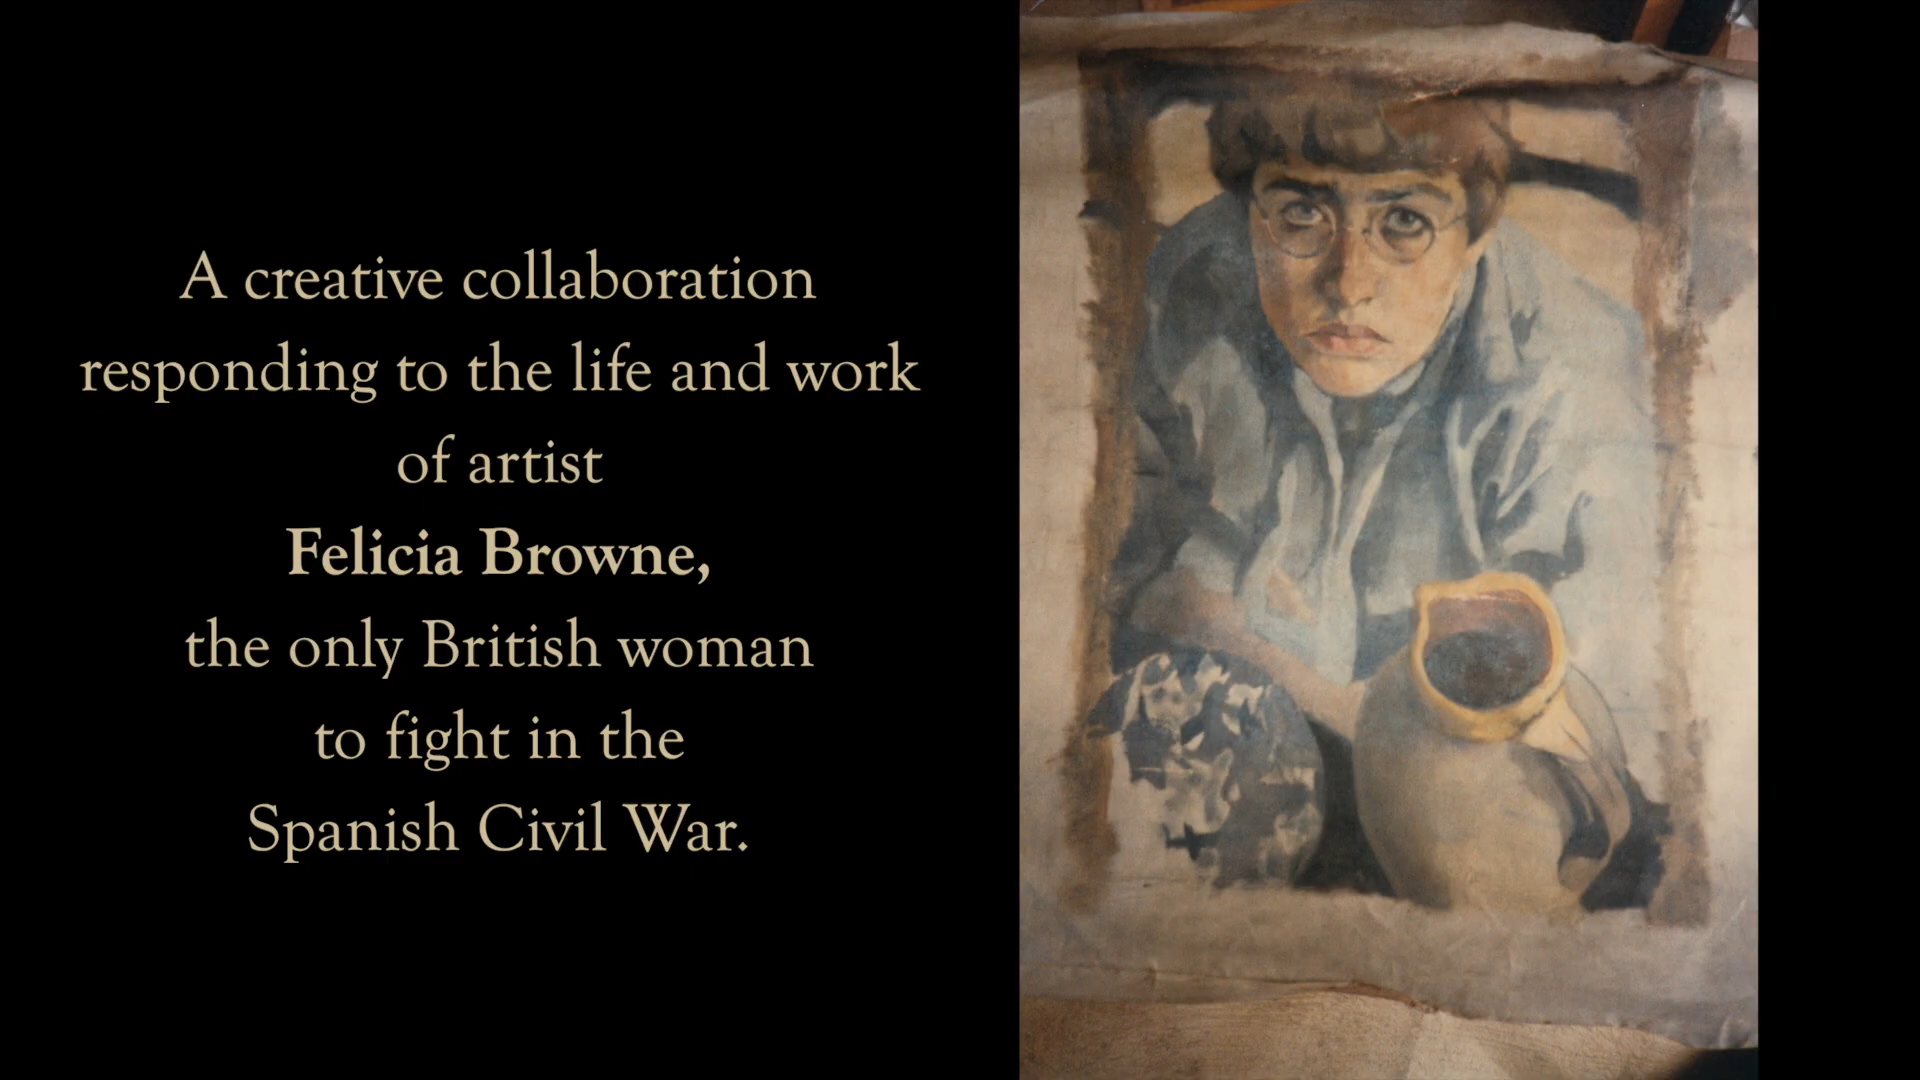 A creative collaboration
responding to the life and work
of artist
Felicia Browne,
the only British woman
to fight in the
Spanish Civil War.